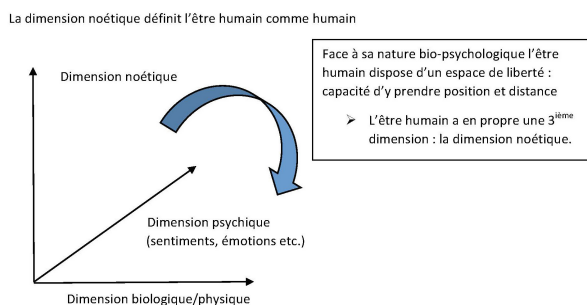 La dimension noétique définit l’être humain comme humain
Dimension noétique
Face à sa nature bio-psychologique l’être
humain dispose d’un espace de liberté :
capacité d’y prendre position et distance
➢ L’être humain a en propre une 3ième
dimension : la dimension noétique.
Dimension psychique
(sentiments, émotions etc.)
Dimension biologique/physique